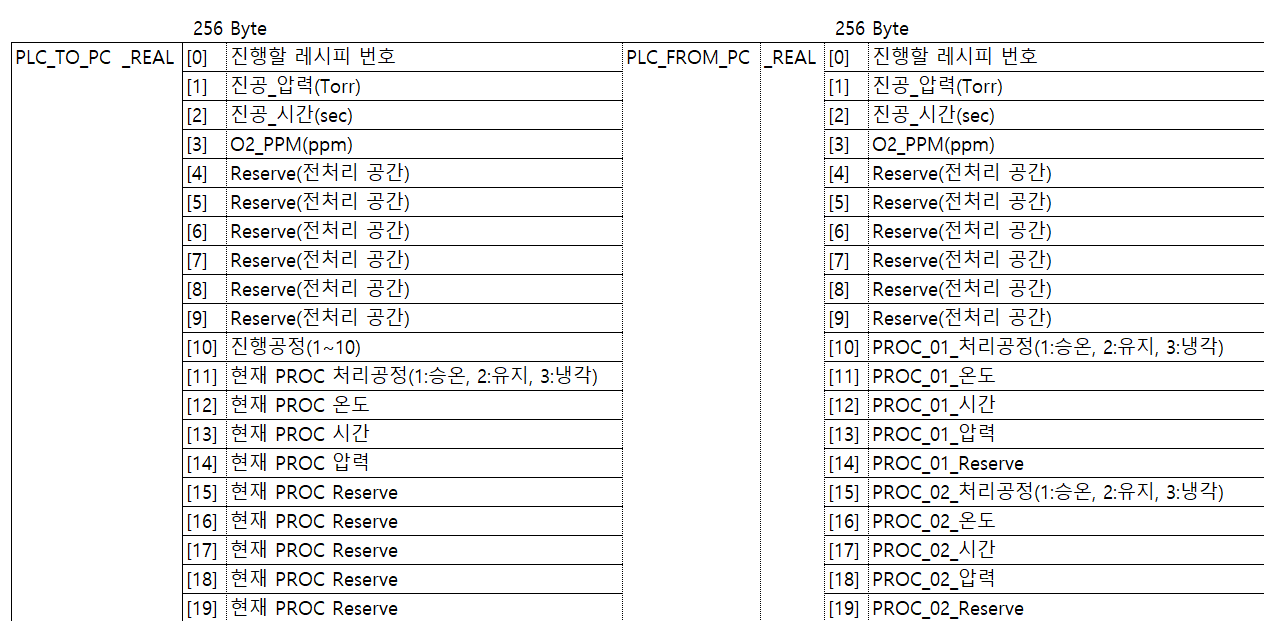 256 Byte 256 Byte
PLC_TO_PC _REAL [0] 진행할 레시피 번호 PLC_FROM_PC _REAL [0] 진행할 레시피 번호
[1] 진공_압력(Torr) [1] 진공_압력(Torr)
[2] 진공_시간(sec) [2] 진공_시간(sec)
[3] O2_PPM(ppm) [3] O2_PPM(ppm)
[4] Reserve(전처리 공간) [4] Reserve(전처리 공간)
[5] Reserve(전처리 공간) [5] Reserve(전처리 공간)
[6] Reserve(전처리 공간) [6] Reserve(전처리 공간)
[7] Reserve(전처리 공간) [7] Reserve(전처리 공간)
[8] Reserve(전처리 공간) [8] Reserve(전처리 공간)
[9] Reserve(전처리 공간) [9] Reserve(전처리 공간)
[10] 진행공정(1~10) [10] PROC_01_처리공정(1:승온, 2:유지, 3:냉각)
[11] 현재 PROC 처리공정(1:승온, 2:유지, 3:냉각) [11] PROC_01_온도
[12] 현재 PROC 온도 [12] PROC_01_시간
[13] 현재 PROC 시간 [13] PROC_01_압력
[14] 현재 PROC 압력 [14] PROC_01_Reserve
[15] 현재 PROC Reserve [15] PROC_02_처리공정(1:승온, 2:유지, 3:냉각)
[16] 현재 PROC Reserve [16] PROC_02_온도
[17] 현재 PROC Reserve [17] PROC_02_시간
[18] 현재 PROC Reserve [18] PROC_02_압력
[19] 현재 PROC Reserve [19] PROC_02_Reserve